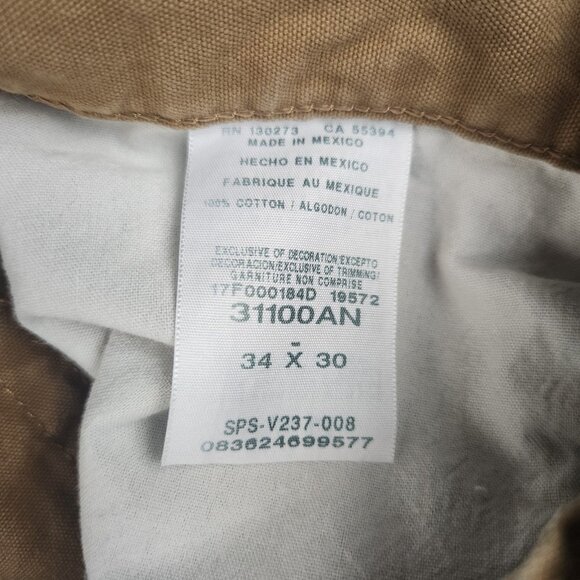 RN 130273 CA 55394
MADE IN MEXICO
HECHO EN MEXICO
FABRIQUE AU MEXIQUE
100% COTTON / ALGODON / COTON
EXCLUSIVE OF DECORATION/EXCEPTO
DECORACION/EXCLUSIVE OF TRIMMING/
GARNITURE NON COMPRISE
17F000184D 19572
31100AN
-
34 X 30
SPS-V237-008
083624699577